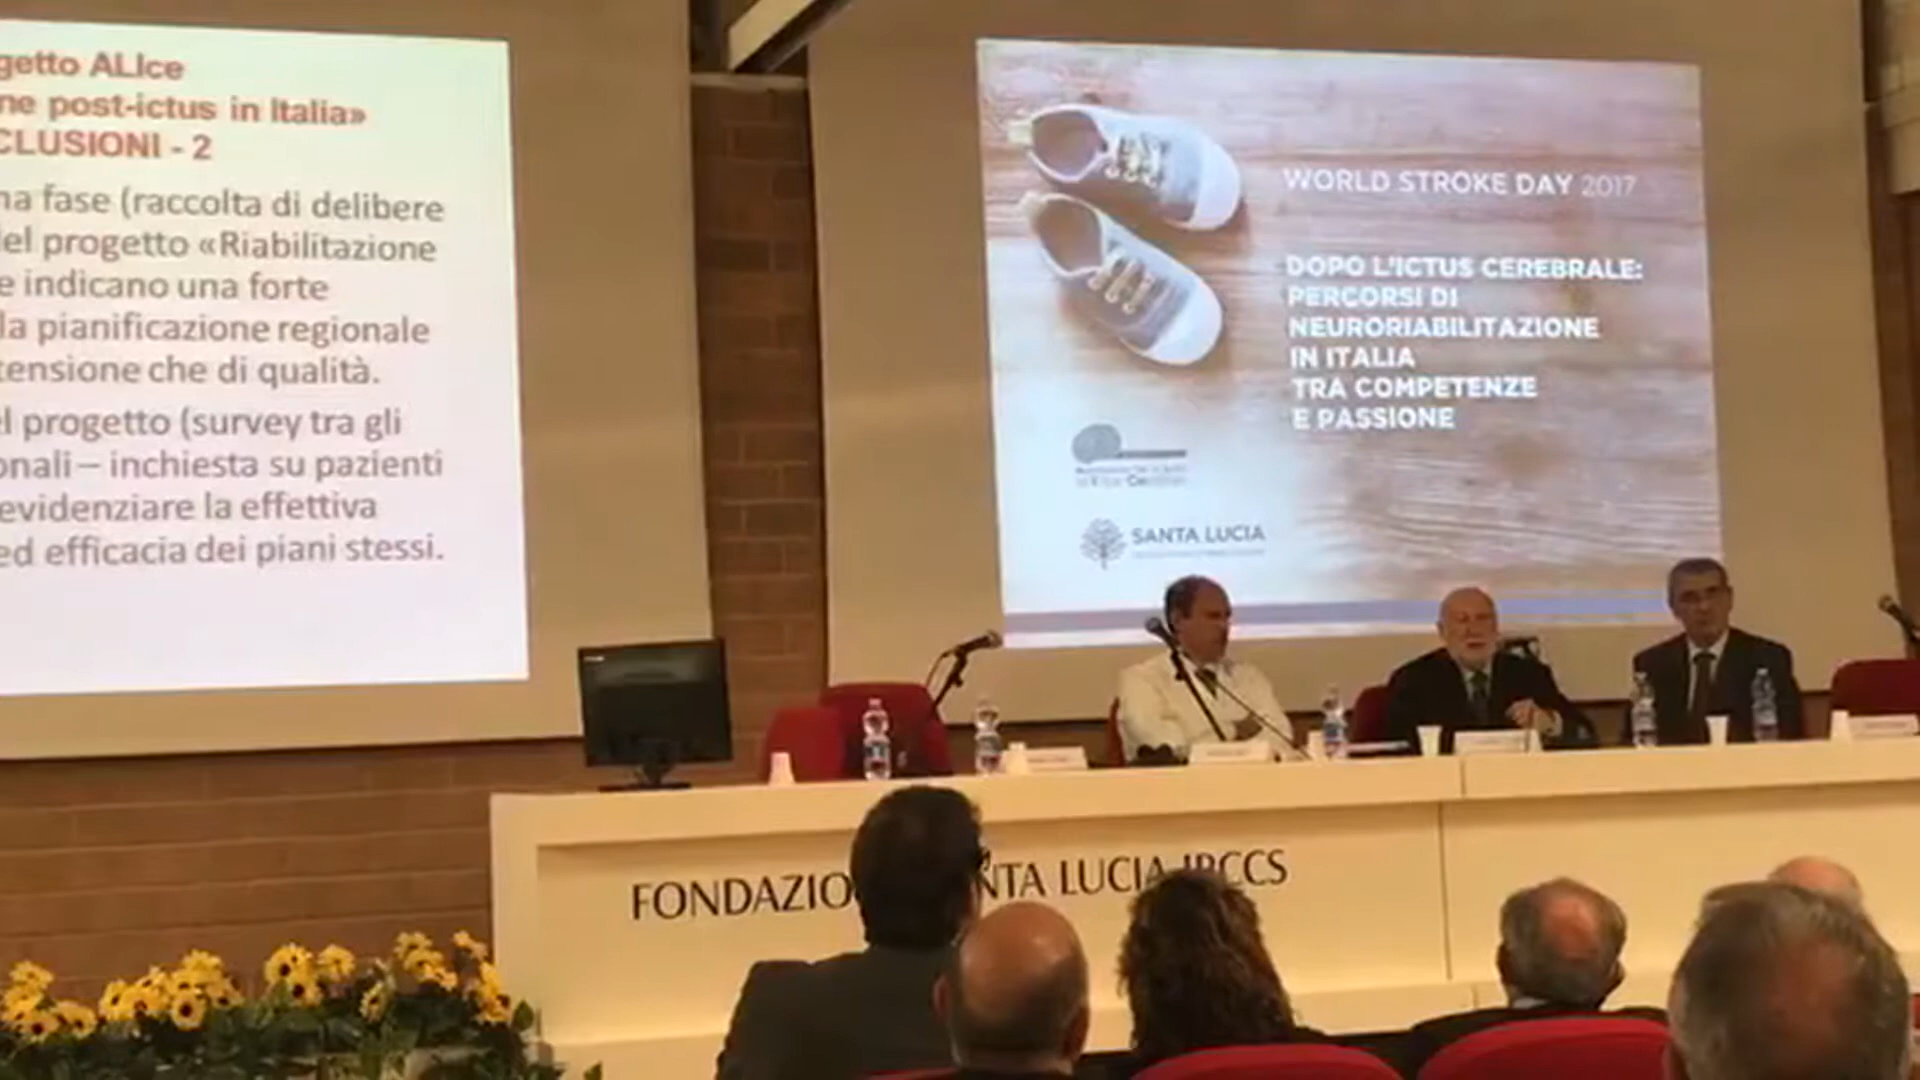 getto ALIce
ne post-ictus in Italia»
CLUSIONI - 2
na fase (raccolta di delibere
del progetto «Riabilitazione
e indicano una forte
la pianificazione regionale
tensione che di qualità.
el progetto (survey tra gli
onali – inchiesta su pazienti
evidenziare la effettiva
ed efficacia dei piani stessi.
WORLD STROKE DAY 2017
DOPO L'ICTUS CEREBRALE:
PERCORSI DI
NEURORIABILITAZIONE
IN ITALIA
TRA COMPETENZE
E PASSIONE
SANTA LUCIA
FONDAZIO NTA LUCIA IRCCS